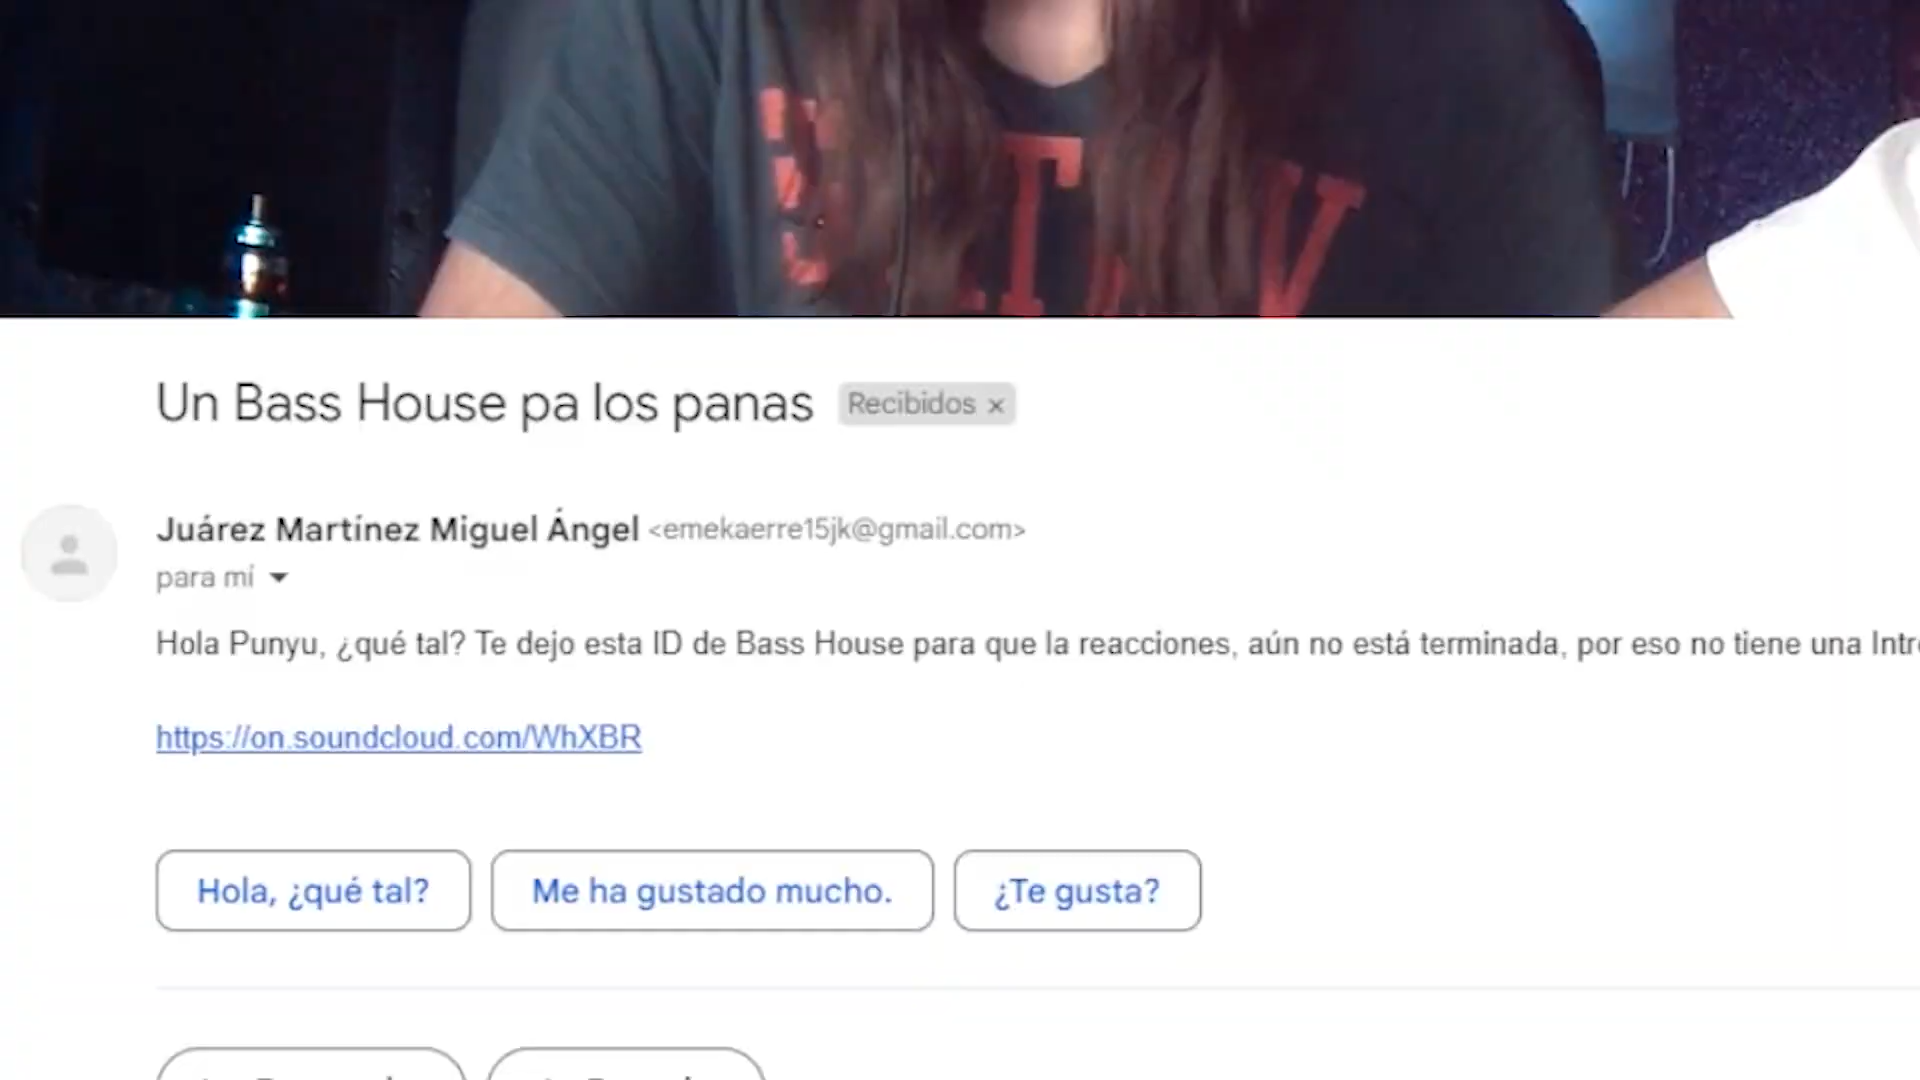 Un Bass House pa los panas Recibidos x
Juárez Martínez Miguel Ángel <emekaerre15jk@gmail.com>
para mí
Hola Punyu, ¿qué tal? Te dejo esta ID de Bass House para que la reacciones, aún no está terminada, por eso no tiene una
https://on.soundcloud.com/WhXBR
Hola, ¿qué tal? Me ha gustado mucho. ¿Te gusta?